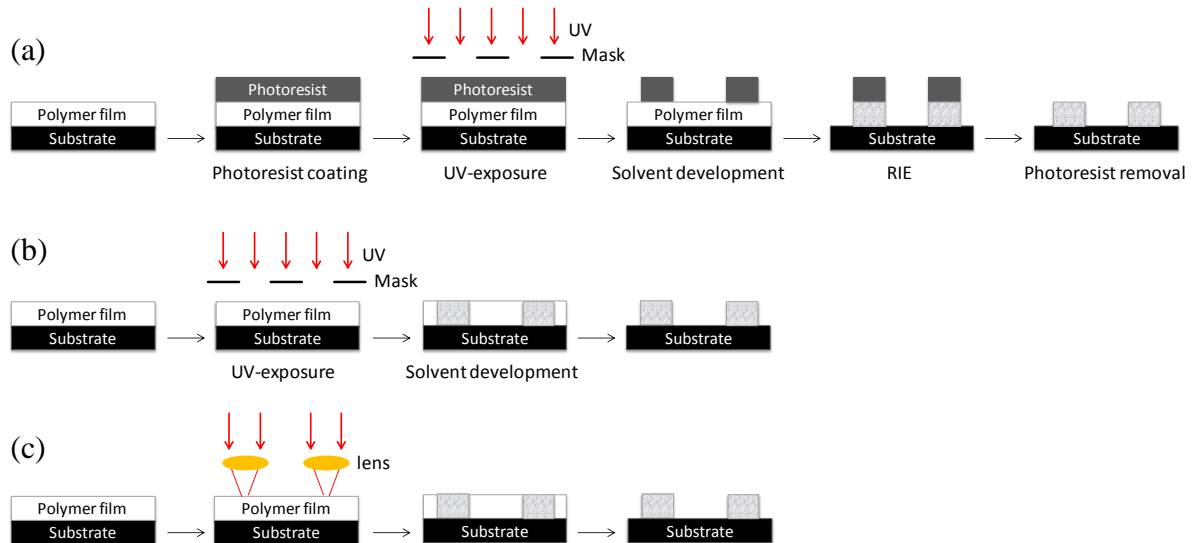 (a)
UV
Mask
Photoresist
Photoresist
Polymer film
Polymer film
Polymer film
Polymer film
Substrate
Substrate
Substrate
Substrate
Substrate
Substrate
Photoresist coating
UV-exposure
Solvent development
RIE
Photoresist removal
(b)
UV
Mask
Polymer film
Polymer film
Substrate
Substrate
Substrate
Substrate
UV-exposure
Solvent development
(c)
lens
Polymer film
Polymer film
Substrate
Substrate
Substrate
Substrate